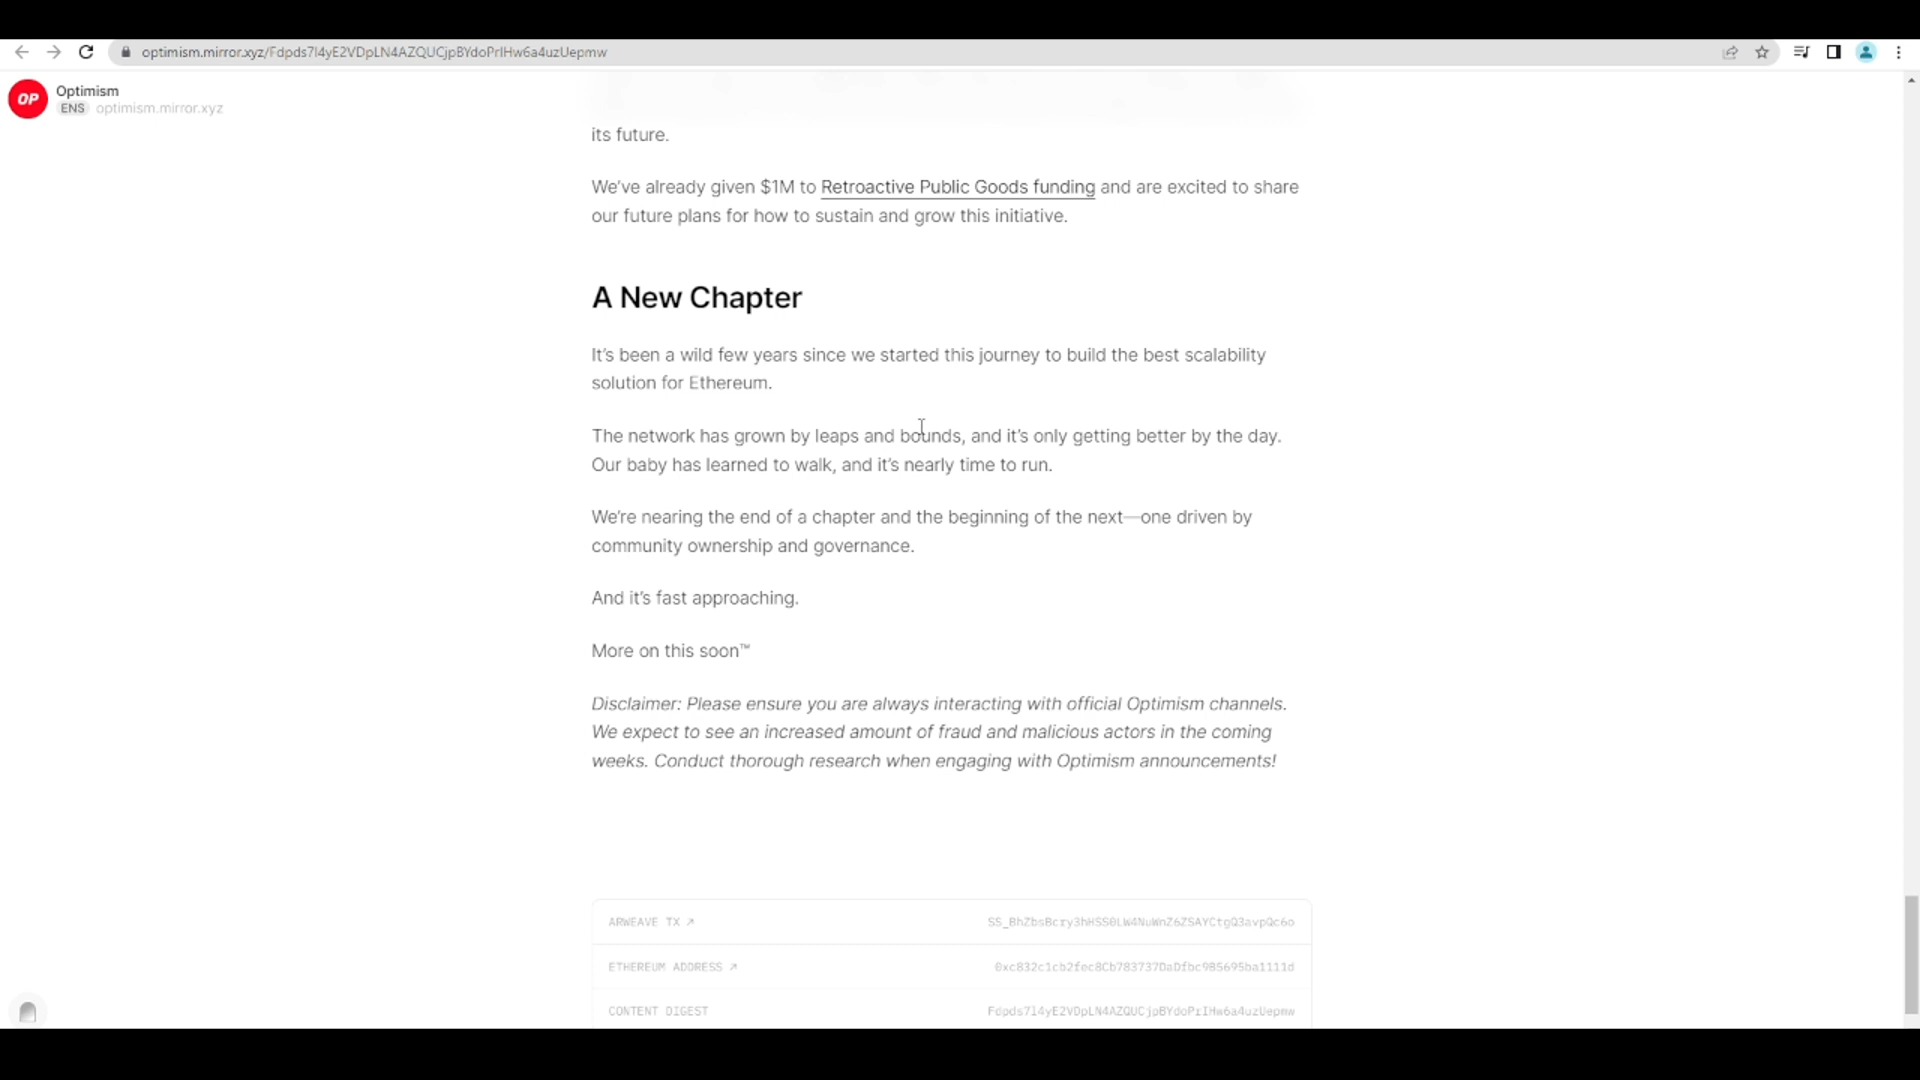 optimism.mirror.xyz/Fdpds7l4yE2VDpLN4AZQUCjpBYdoPrIHw6a4uzUepmw
OP
Optimism
ENS optimism.mirror.xyz
its future.
We’ve already given $1M to Retroactive Public Goods funding and are excited to share
our future plans for how to sustain and grow this initiative.
A New Chapter
It’s been a wild few years since we started this journey to build the best scalability
solution for Ethereum.
The network has grown by leaps and bounds, and it’s only getting better by the day.
Our baby has learned to walk, and it’s nearly time to run.
We’re nearing the end of a chapter and the beginning of the next—one driven by
community ownership and governance.
And it’s fast approaching.
More on this soon™
Disclaimer: Please ensure you are always interacting with official Optimism channels.
We expect to see an increased amount of fraud and malicious actors in the coming
weeks. Conduct thorough research when engaging with Optimism announcements!
ARWEAVE TX ↗ SS_BhZbsBcry3hHSS0LW4NuWnZ6ZSAYCtgQ3avpQc6o
ETHEREUM ADDRESS ↗ 0xc832c1cb2fec8Cb783737DaDfbc9B5695ba1111d
CONTENT DIGEST Fdpds7l4yE2VDpLN4AZQUCjpBYdoPrIHw6a4uzUepmw